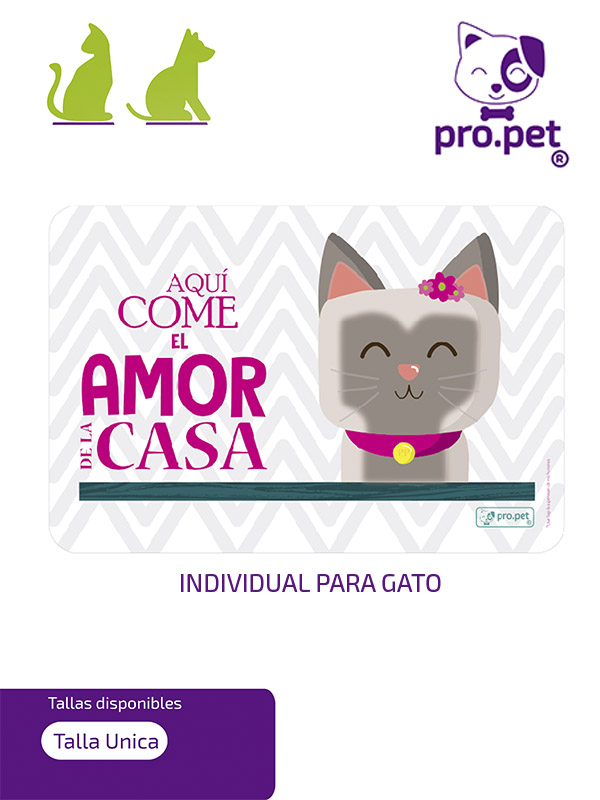 pro.pet
®
AQUÍ
COME
EL
AMOR
DE LA
CASA
pro.pet
INDIVIDUAL PARA GATO
Tallas disponibles
Talla Unica